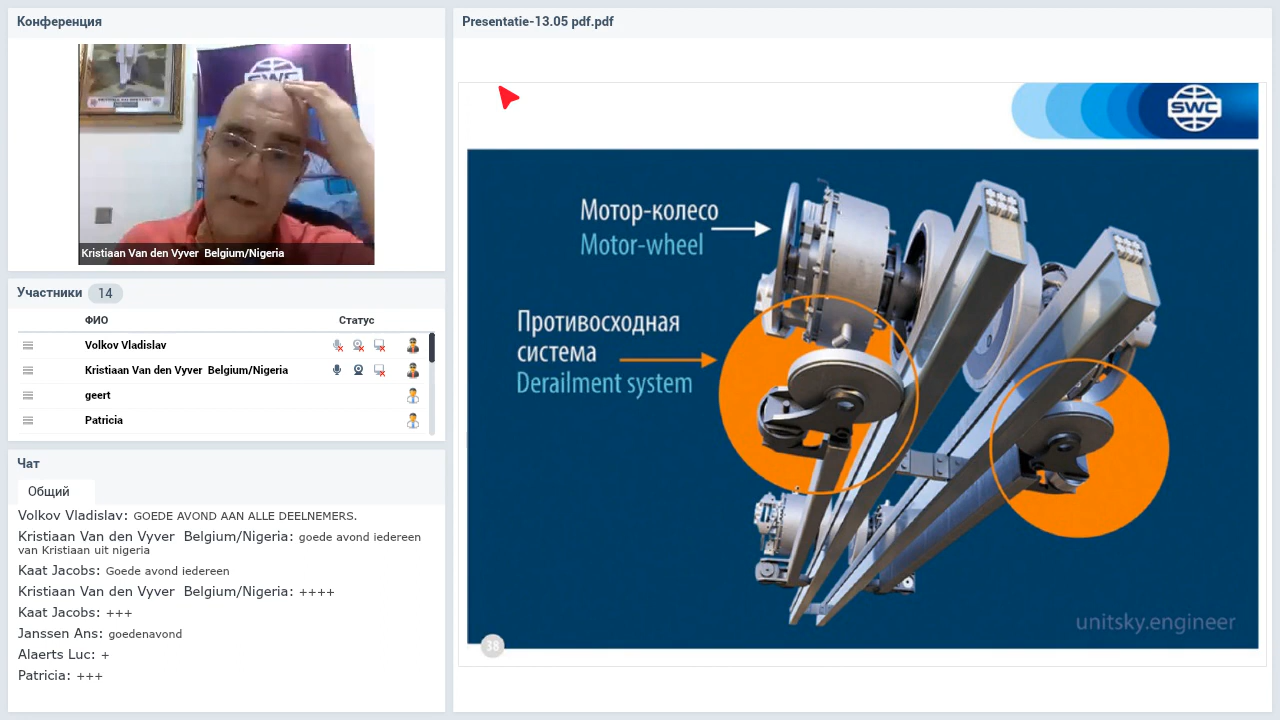 Конференция
SWC
Kristiaan Van den Vyver Belgium/Nigeria
Участники 14
ФИО Статус
Volkov Vladislav
Kristiaan Van den Vyver Belgium/Nigeria
geert
Patricia
Чат
Общий
Volkov Vladislav: GOEDE AVOND AAN ALLE DEELNEMERS.
Kristiaan Van den Vyver Belgium/Nigeria: goede avond iedereen
van Kristiaan uit nigeria
Kaat Jacobs: Goede avond iedereen
Kristiaan Van den Vyver Belgium/Nigeria: ++++
Kaat Jacobs: +++
Janssen Ans: goedenavond
Alaerts Luc: +
Patricia: +++
Presentatie-13.05 pdf.pdf
SWC
Мотор-колесо
Motor-wheel
Противосходная
система
Derailment system
unitsky.engineer
38